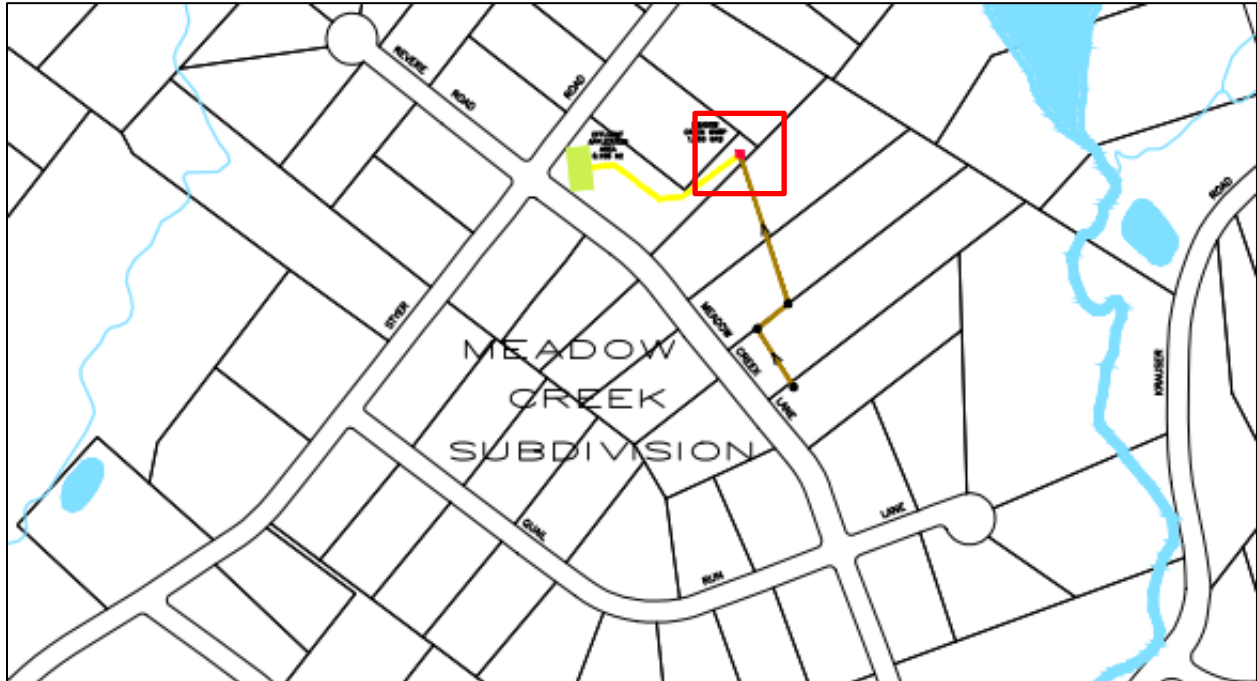 REVERE
ROAD
ROAD
STYER
MEADOW
CREEK
LANE
MEADOW
CREEK
SUBDIVISION
QUAIL
RUN
LANE
KRAUSER
ROAD